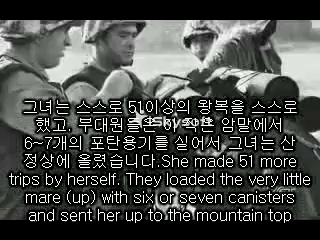 그녀는 스스로 51이상의 왕복을 스스로
했고, 부대원들은 이 작은 암말에서
6~7개의 포탄용기를 실어서 그녀는 산
정상에 올렸습니다.She made 51 more
trips by herself. They loaded the very little
mare (up) with six or seven canisters
and sent her up to the mountain top